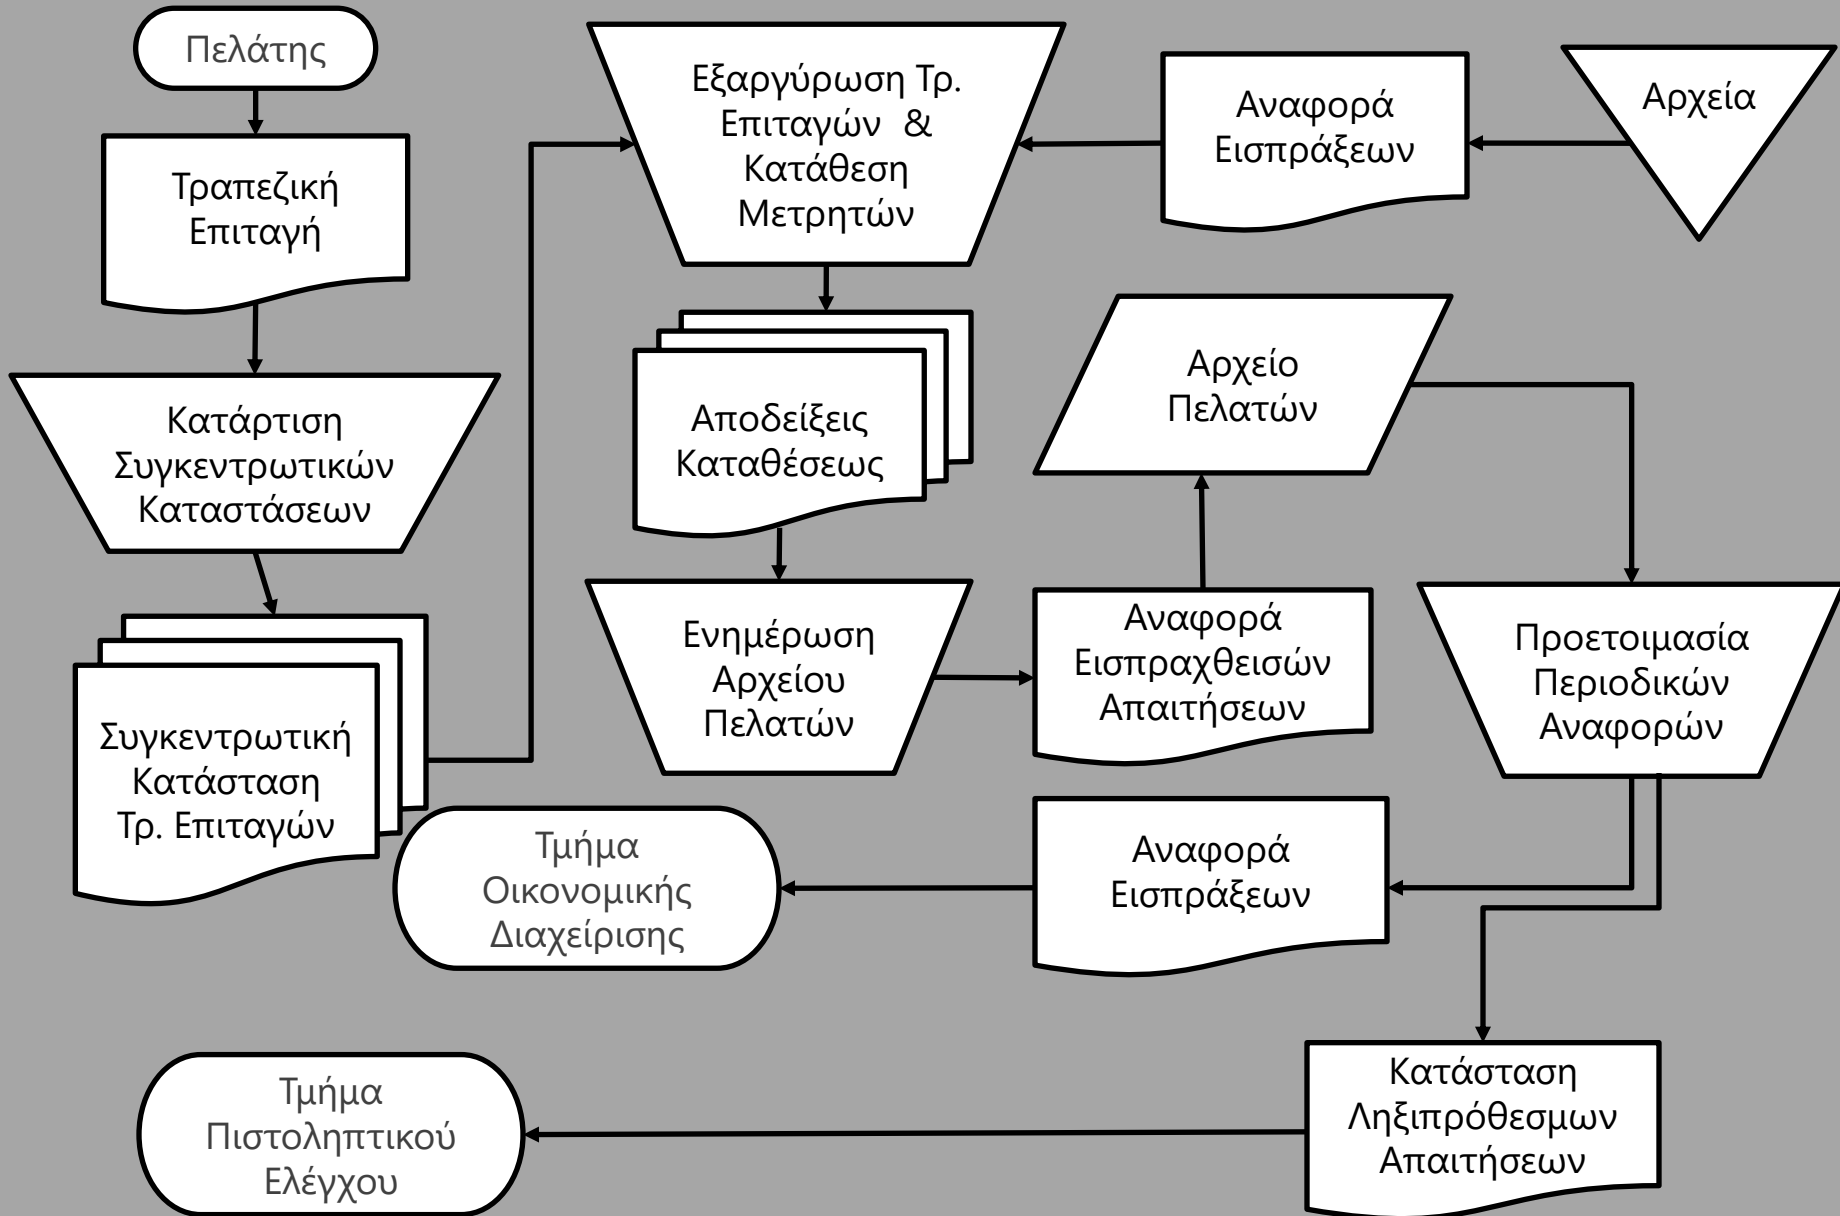 Πελάτης
Τραπεζική
Επιταγή
Κατάρτιση
Συγκεντρωτικών
Καταστάσεων
Συγκεντρωτική
Κατάσταση
Τρ. Επιταγών
Εξαργύρωση Τρ.
Επιταγών &
Κατάθεση
Μετρητών
Αναφορά
Εισπράξεων
Αρχεία
Αποδείξεις
Καταθέσεως
Αρχείο
Πελατών
Ενημέρωση
Αρχείου
Πελατών
Αναφορά
Εισπραχθεισών
Απαιτήσεων
Προετοιμασία
Περιοδικών
Αναφορών
Τμήμα
Οικονομικής
Διαχείρισης
Αναφορά
Εισπράξεων
Τμήμα
Πιστοληπτικού
Ελέγχου
Κατάσταση
Ληξιπρόθεσμων
Απαιτήσεων